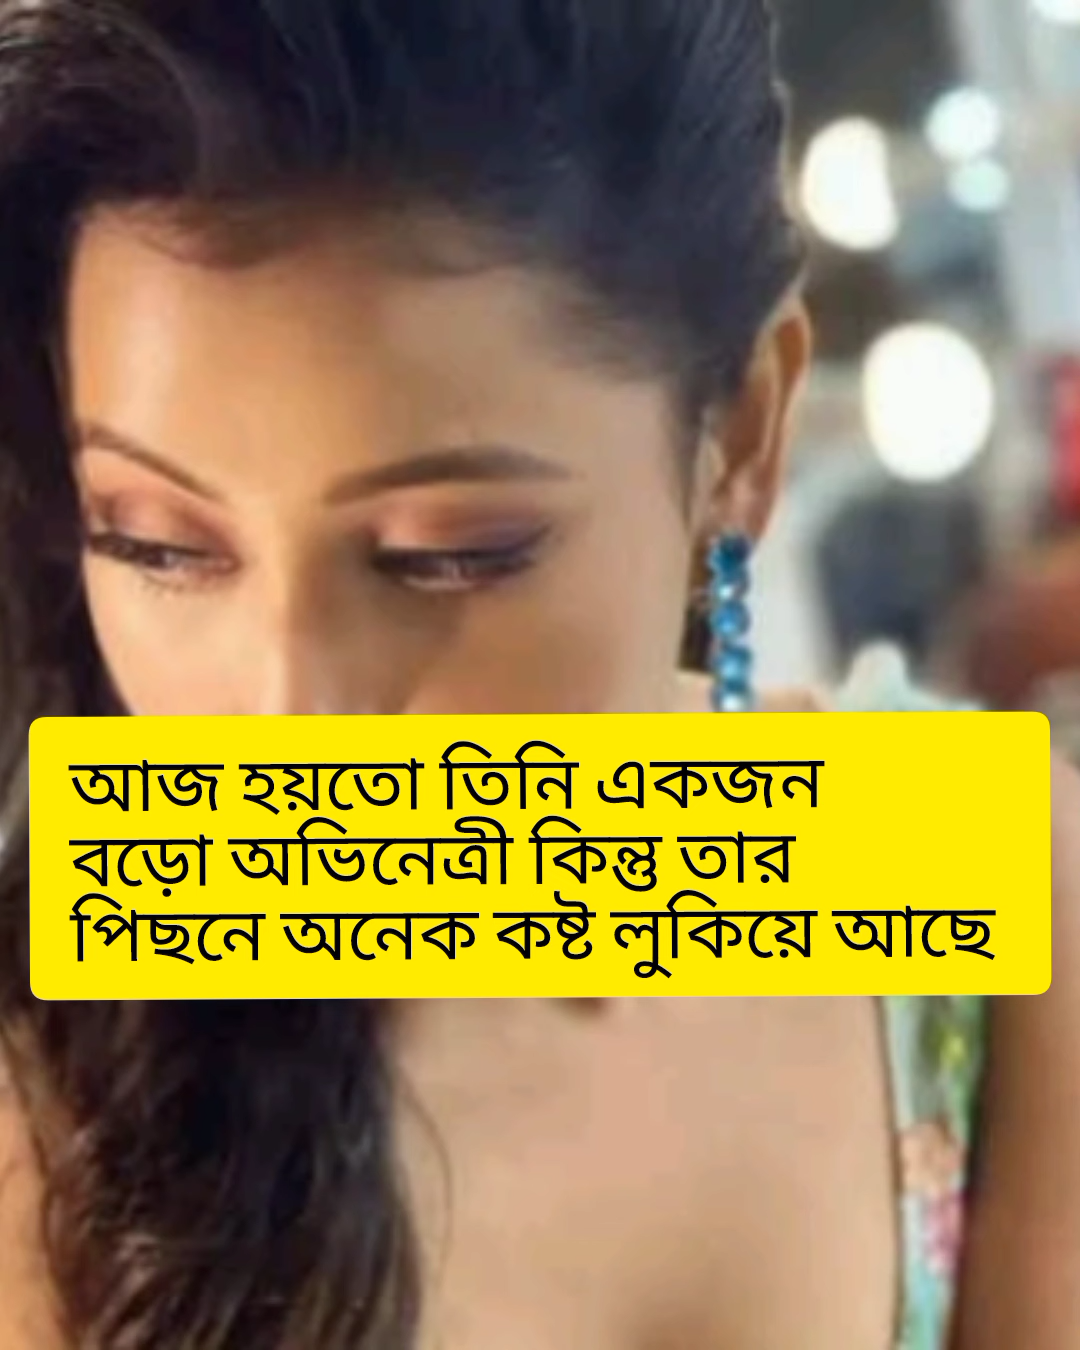 আজ হয়তো তিনি একজন
বড়ো অভিনেত্রী কিন্তু তার
পিছনে অনেক কষ্ট লুকিয়ে আছে